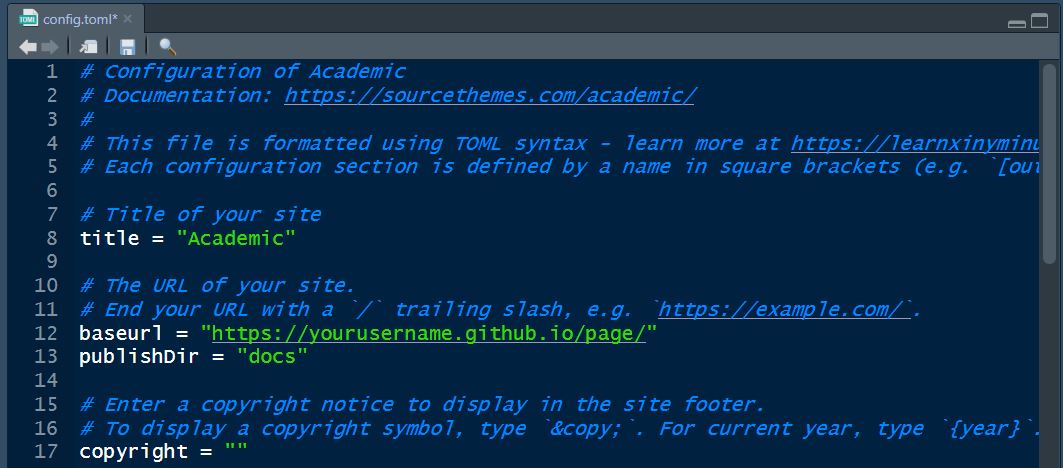 TOML config.toml*
1 # Configuration of Academic
2 # Documentation: https://sourcethemes.com/academic/
3 #
4 # This file is formatted using TOML syntax - learn more at https://learnxinyminu
5 # Each configuration section is defined by a name in square brackets (e.g. `[out
6
7 # Title of your site
8 title = "Academic"
9
10 # The URL of your site.
11 # End your URL with a `/` trailing slash, e.g. `https://example.com/`.
12 baseurl = "https://yourusername.github.io/page/"
13 publishDir = "docs"
14
15 # Enter a copyright notice to display in the site footer.
16 # To display a copyright symbol, type `&copy;`. For current year, type `{year}`.
17 copyright = ""